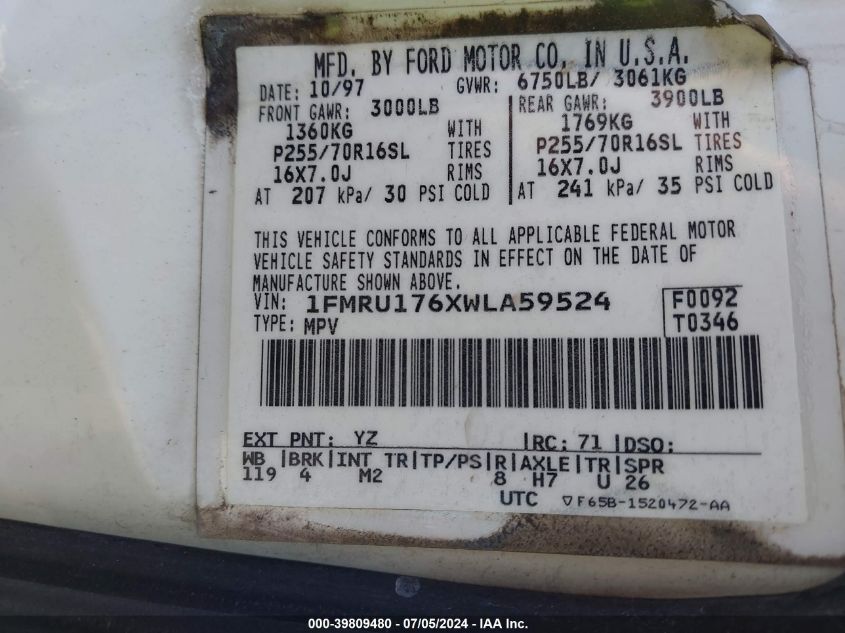 MFD. BY FORD MOTOR CO. IN U.S.A.
DATE: 10/97 GVWR: 6750LB/ 3061KG
FRONT GAWR: 3000LB REAR GAWR: 3900LB
1360KG WITH 1769KG WITH
P255/70R16SL TIRES P255/70R16SL TIRES
16X7.0J RIMS 16X7.0J RIMS
AT 207 kPa/ 30 PSI COLD AT 241 kPa/ 35 PSI COLD
THIS VEHICLE CONFORMS TO ALL APPLICABLE FEDERAL MOTOR
VEHICLE SAFETY STANDARDS IN EFFECT ON THE DATE OF
MANUFACTURE SHOWN ABOVE.
VIN: 1FMRU176XWLA59524 F0092
TYPE: MPV T0346
EXT PNT: YZ |RC: 71 |DSO:
WB |BRK|INT TR|TP/PS|R|AXLE|TR|SPR
119 4 M2 8 H7 U 26
UTC ▽F65B-1520472-AA
000-39809480 - 07/05/2024 - IAA Inc.